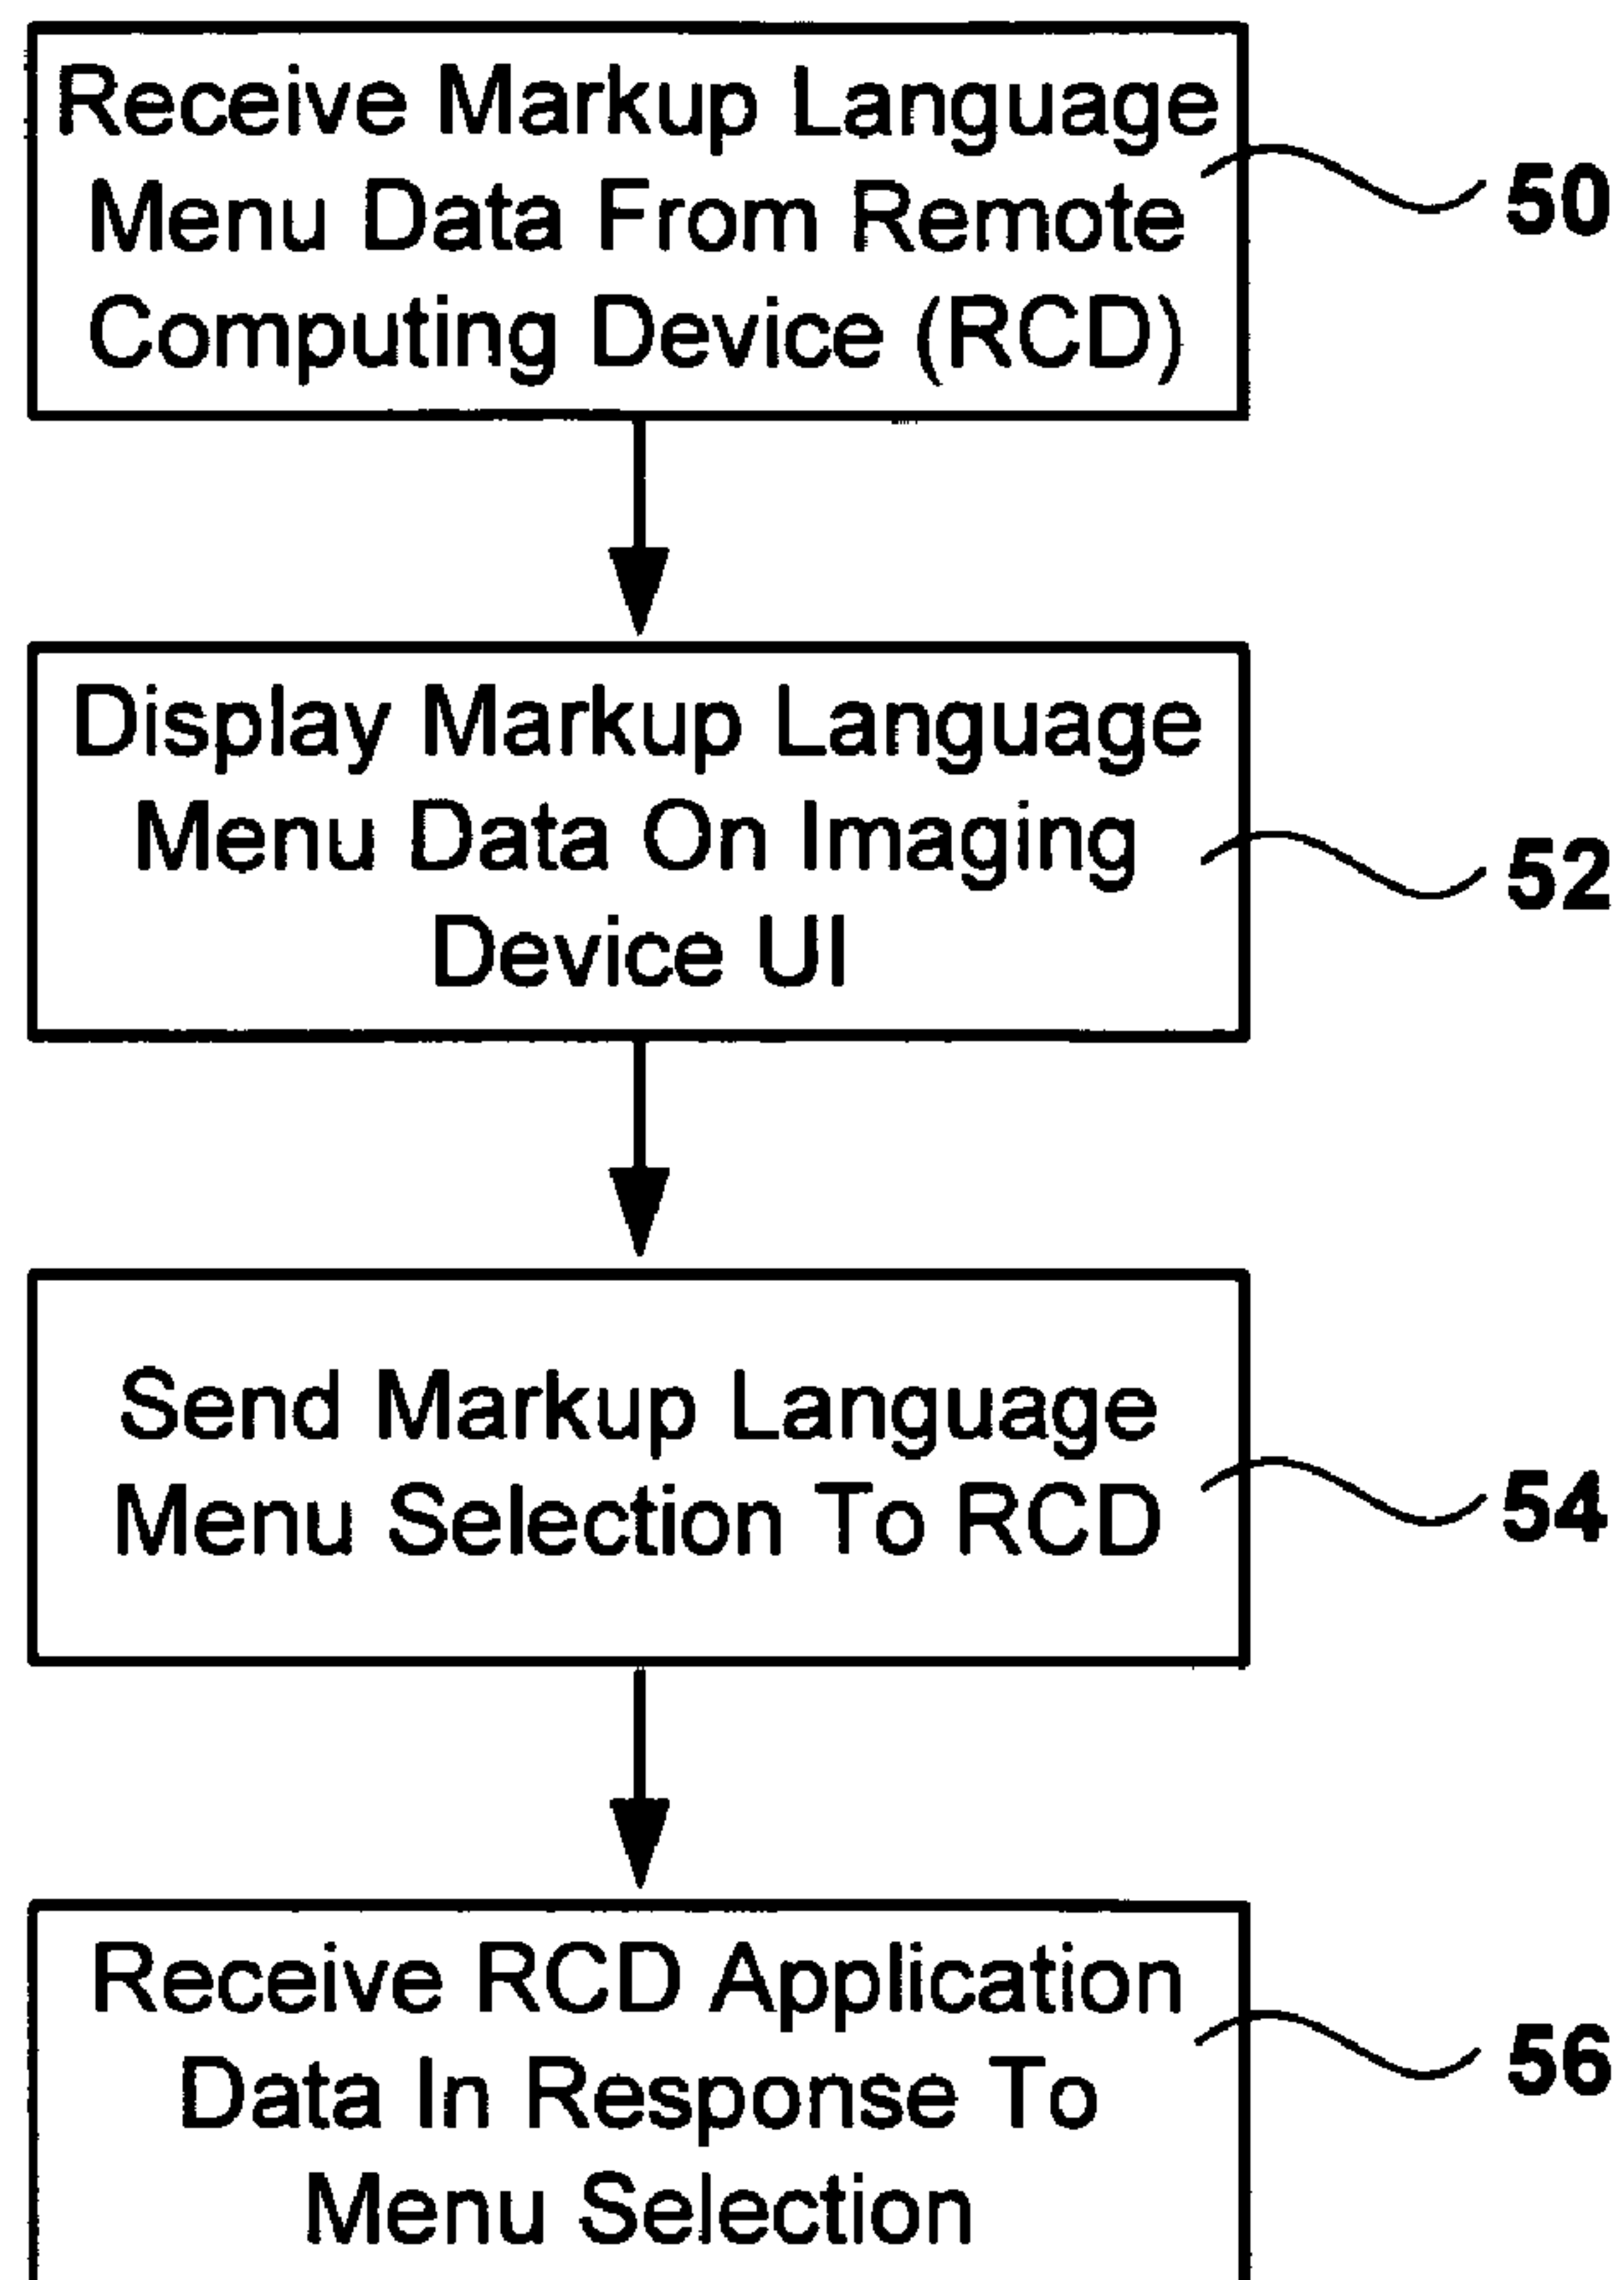 Receive Markup Language
Menu Data From Remote
Computing Device (RCD)
50
Display Markup Language
Menu Data On Imaging
Device UI
52
Send Markup Language
Menu Selection To RCD
54
Receive RCD Application
Data In Response To
Menu Selection
56